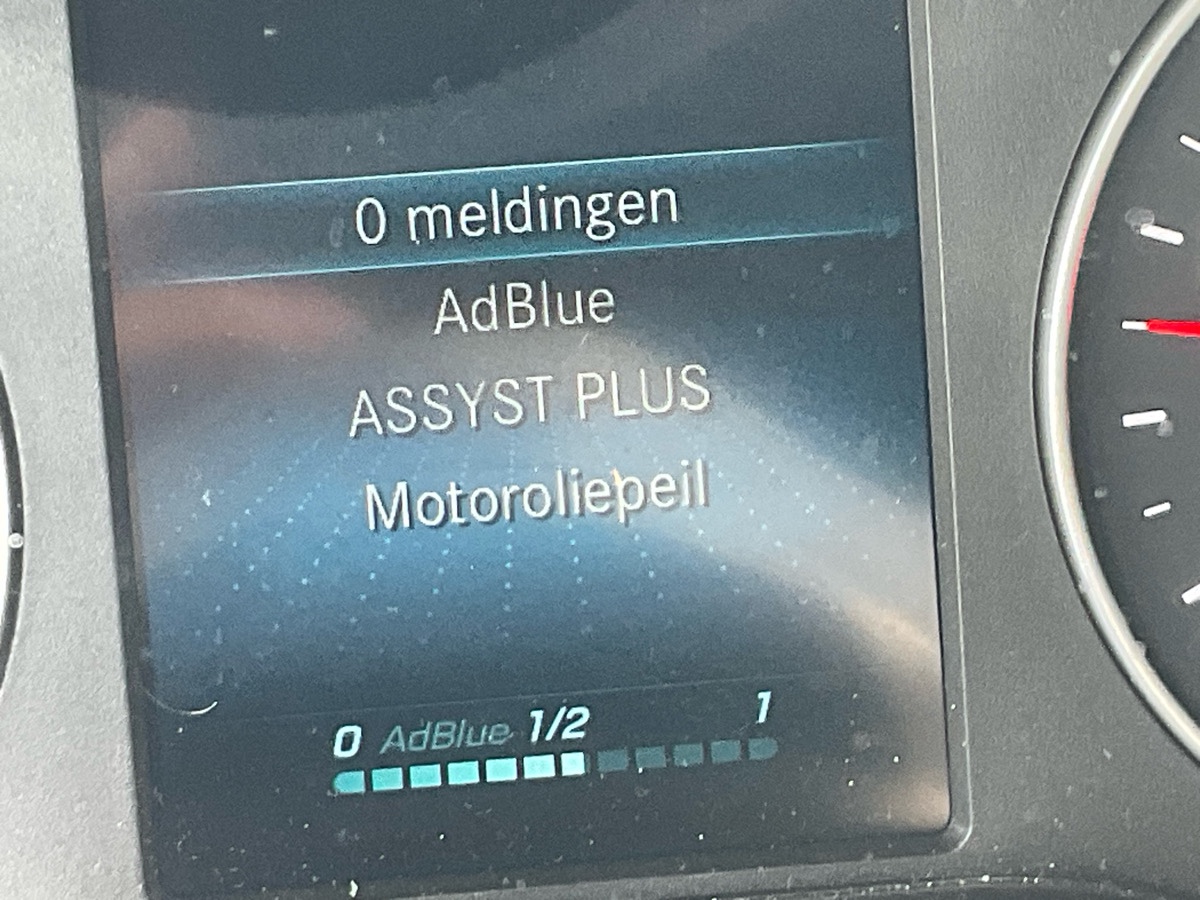 0 meldingen
AdBlue
ASSYST PLUS
Motoroliepeil
0 AdBlue 1/2 1